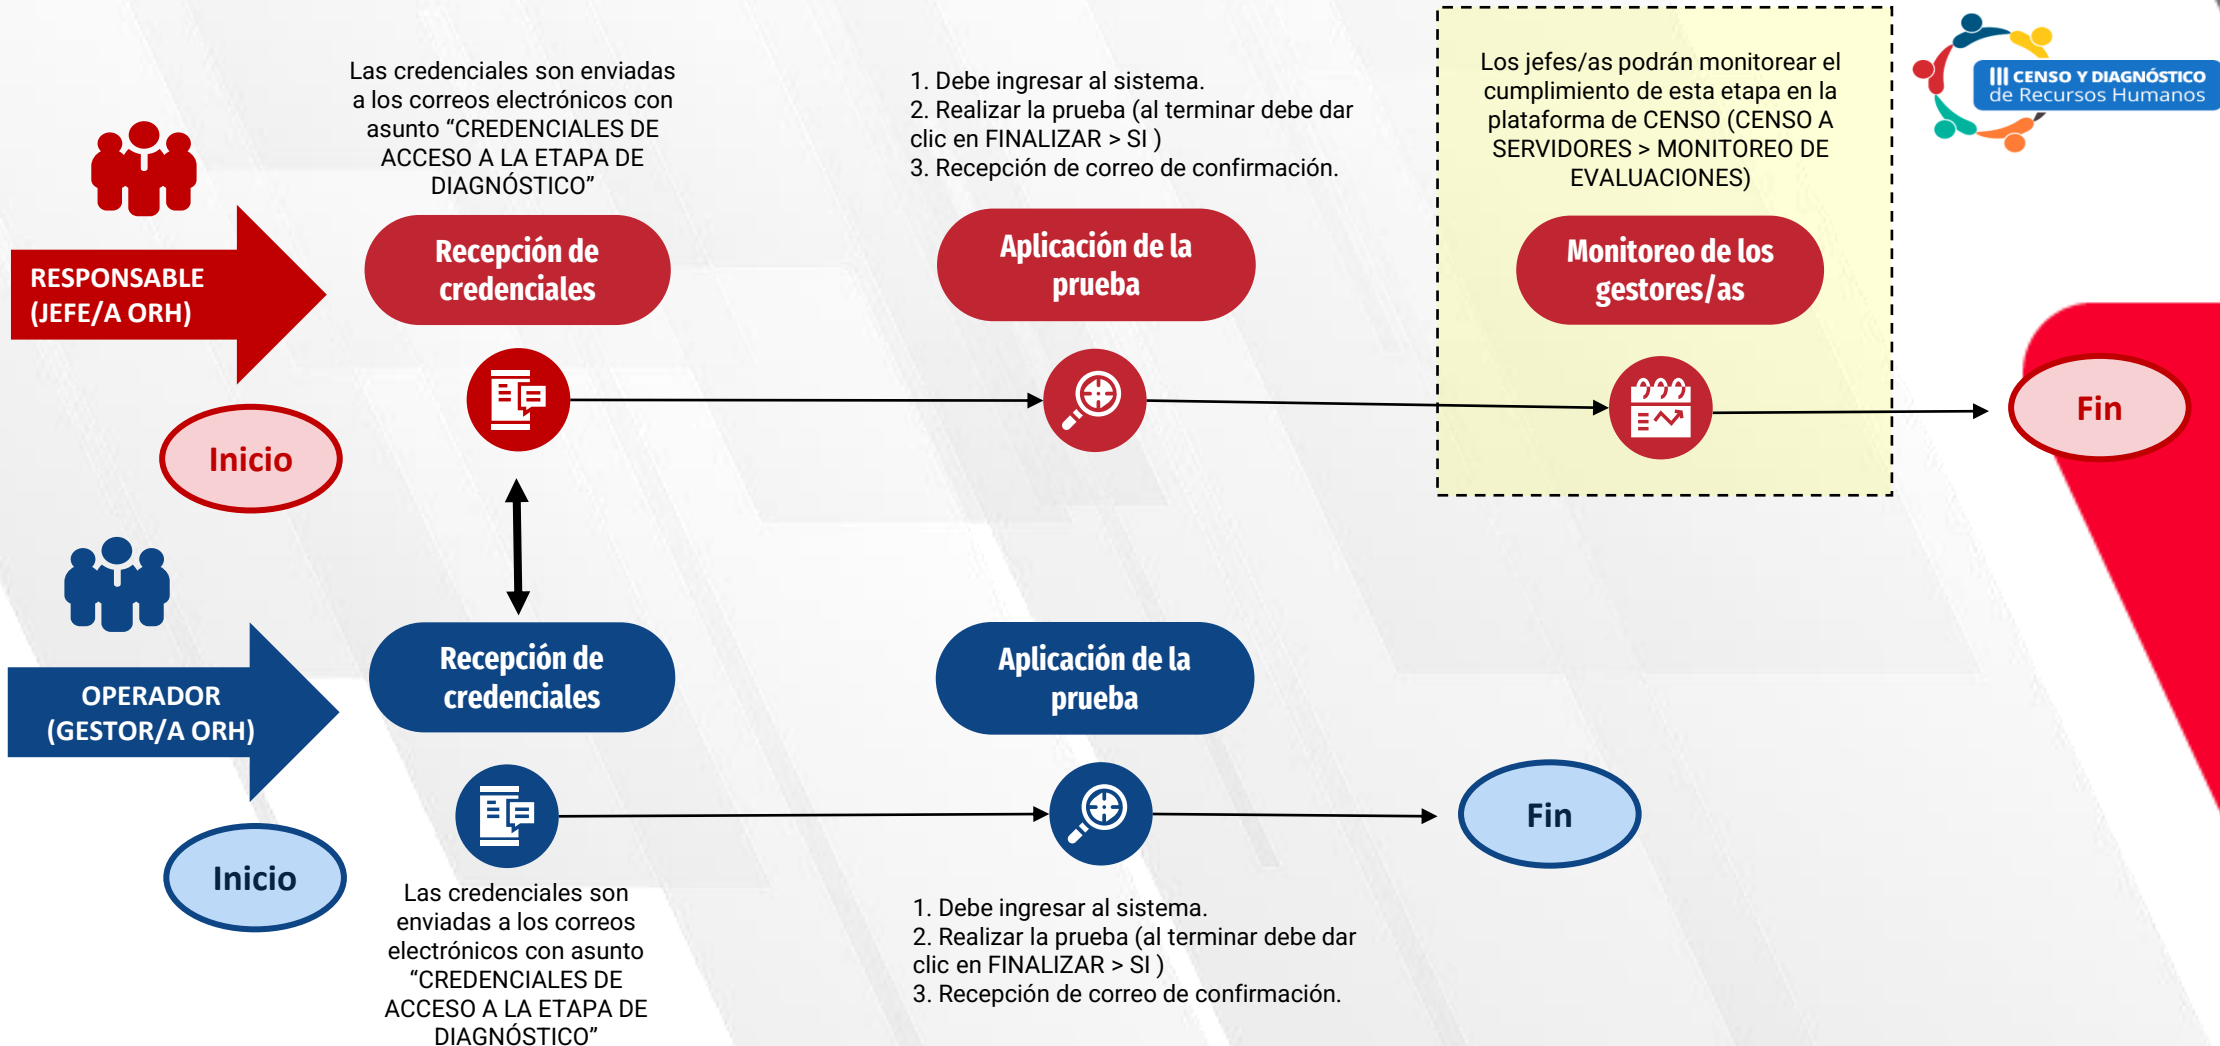 III CENSO Y DIAGNÓSTICO
de Recursos Humanos
RESPONSABLE
(JEFE/A ORH)
Inicio
Las credenciales son enviadas
a los correos electrónicos con
asunto “CREDENCIALES DE
ACCESO A LA ETAPA DE
DIAGNÓSTICO”
Recepción de
credenciales
1. Debe ingresar al sistema.
2. Realizar la prueba (al terminar debe dar
clic en FINALIZAR > SI )
3. Recepción de correo de confirmación.
Aplicación de la
prueba
Los jefes/as podrán monitorear el
cumplimiento de esta etapa en la
plataforma de CENSO (CENSO A
SERVIDORES > MONITOREO DE
EVALUACIONES)
Monitoreo de los
gestores/as
Fin
OPERADOR
(GESTOR/A ORH)
Inicio
Recepción de
credenciales
Las credenciales son
enviadas a los correos
electrónicos con asunto
“CREDENCIALES DE
ACCESO A LA ETAPA DE
DIAGNÓSTICO”
Aplicación de la
prueba
1. Debe ingresar al sistema.
2. Realizar la prueba (al terminar debe dar
clic en FINALIZAR > SI )
3. Recepción de correo de confirmación.
Fin